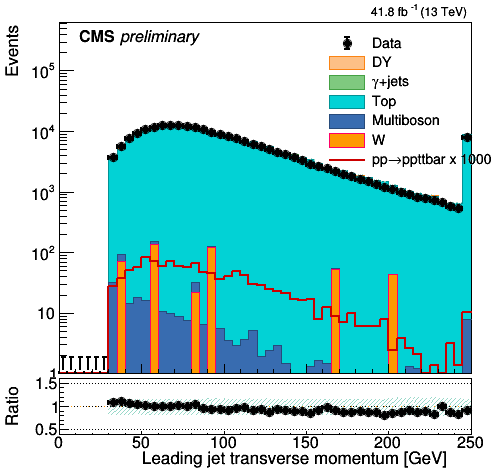 41.8 fb⁻¹ (13 TeV)
CMS preliminary
Events
Data
DY
γ+jets
Top
Multiboson
W
pp→ppttbar x 1000
10⁵
10⁴
10³
10²
10
1
Ratio
1.5
1
0.5
0 50 100 150 200 250
Leading jet transverse momentum [GeV]